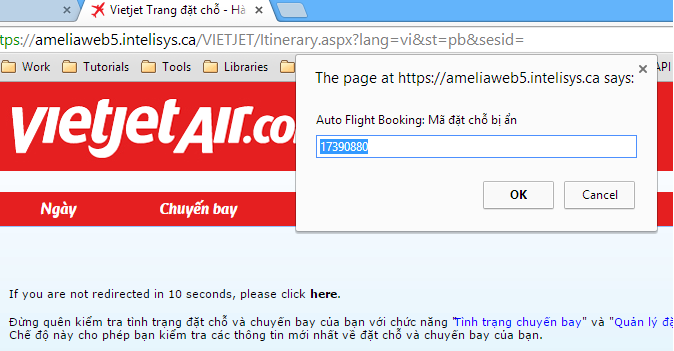 Vietjet Trang đặt chỗ - Hà
ttps://ameliaweb5.intelisys.ca/VIETJET/Itinerary.aspx?lang=vi&st=pb&sesid=
Work Tutorials Tools Libraries API
The page at https://ameliaweb5.intelisys.ca says:
Auto Flight Booking: Mã đặt chỗ bị ẩn
17390880
OK Cancel
vietjetAir.co
Ngày Chuyến bay
If you are not redirected in 10 seconds, please click here.
Đừng quên kiểm tra tình trạng đặt chỗ và chuyến bay của bạn với chức năng "Tình trạng chuyến bay" và "Quản lý đặ
Chế độ này cho phép bạn kiểm tra các thông tin mới nhất về đặt chỗ và chuyến bay của bạn.